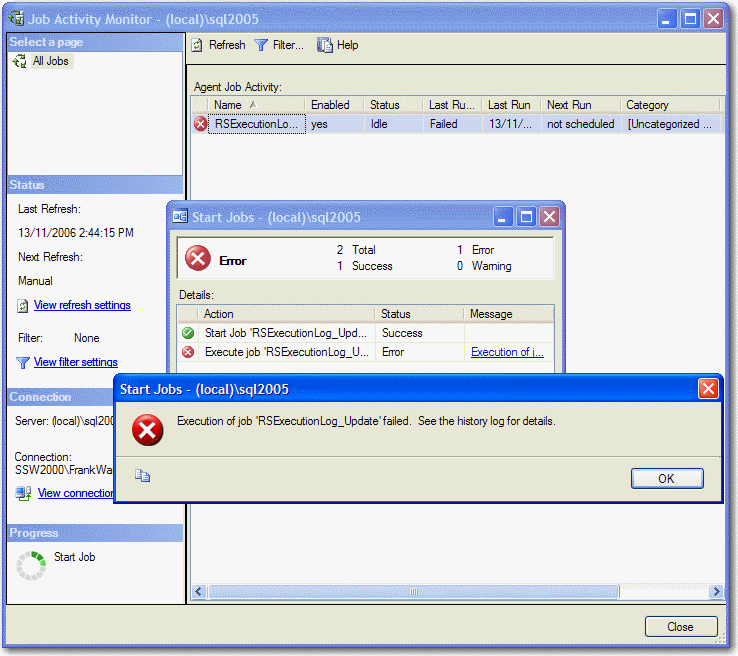 Job Activity Monitor - (local)\sql2005
Select a page
All Jobs
Refresh Filter... Help
Agent Job Activity:
Name Enabled Status Last Ru... Last Run Next Run Category
RSExecutionLo... yes Idle Failed 13/11/... not scheduled [Uncategorized ...
Status
Last Refresh:
13/11/2006 2:44:15 PM
Next Refresh:
Manual
View refresh settings
Filter: None
View filter settings
Connection
Server: (local)\sql200
Connection:
SSW2000\FrankWa
View connection
Progress
Start Job
Start Jobs - (local)\sql2005
Error
2 Total 1 Error
1 Success 0 Warning
Details:
Action Status Message
Start Job 'RSExecutionLog_Upd... Success
Execute job 'RSExecutionLog_U... Error Execution of j...
Start Jobs - (local)\sql2005
Execution of job 'RSExecutionLog_Update' failed. See the history log for details.
OK
Close